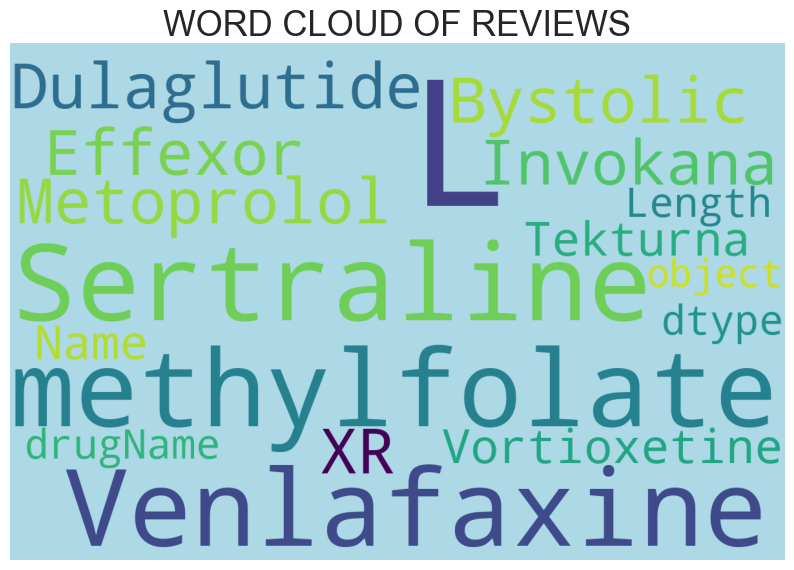 WORD CLOUD OF REVIEWS
Dulaglutide
L
Bystolic
Effexor
Invokana
Metoprolol
Length
Tekturna
Sertraline
object
dtype
Name
methylfolate
drugName
XR
Vortioxetine
Venlafaxine